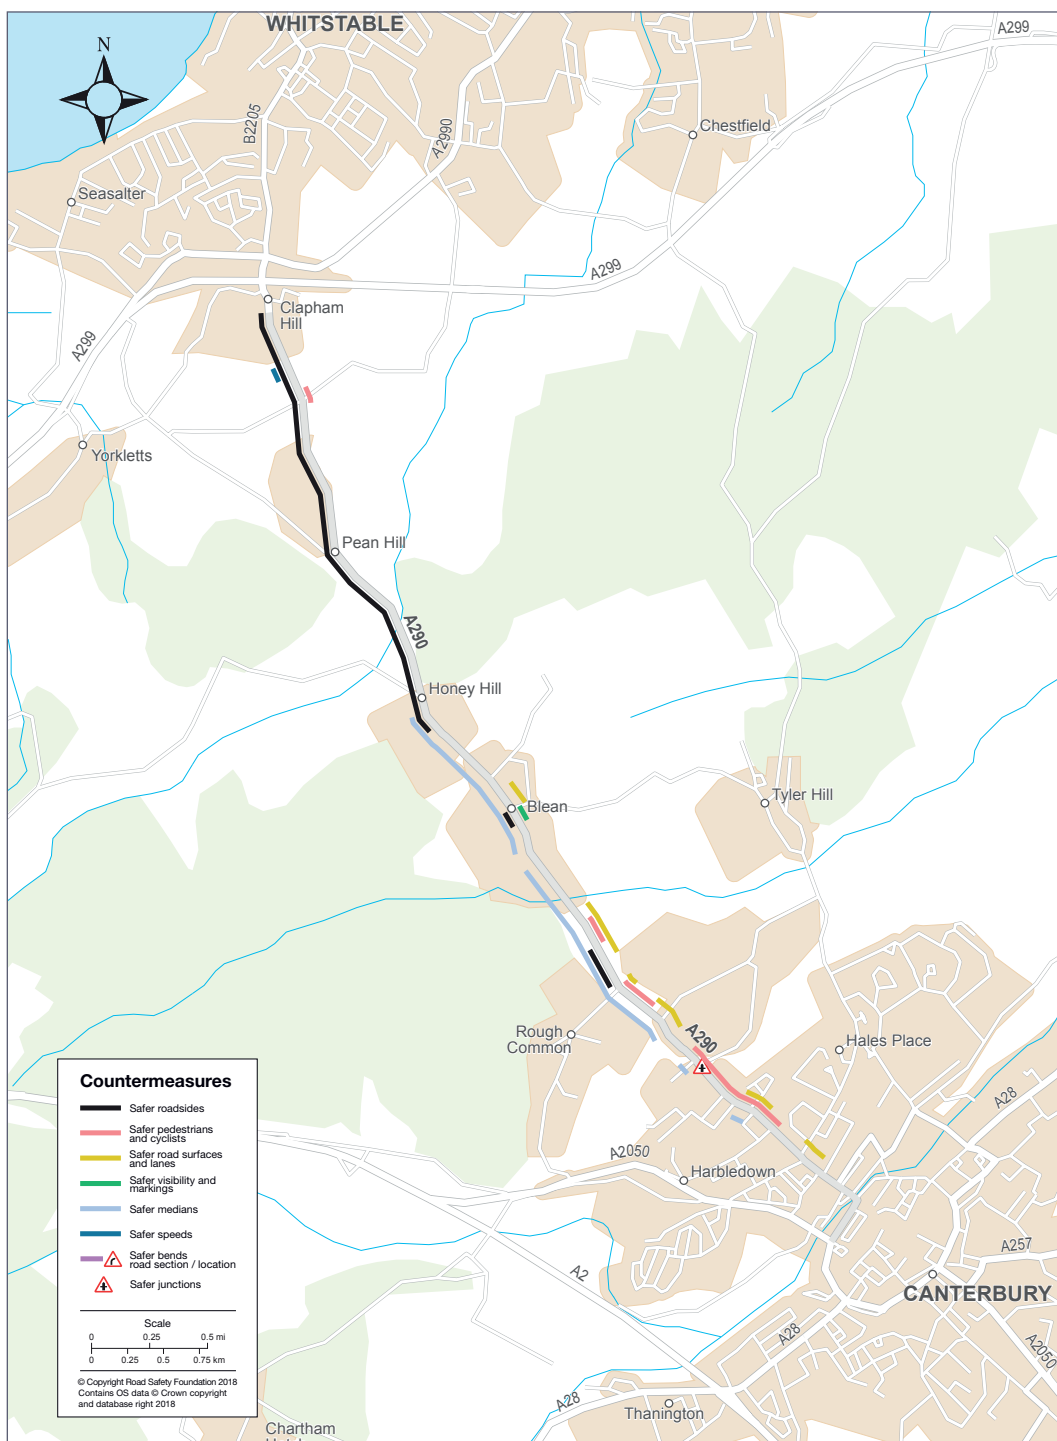 WHITSTABLE
A299
N
B2205
A2990
Chestfield
Seasalter
A299
Clapham
Hill
A299
Yorkletts
Pean Hill
A290
Honey Hill
Blean
Tyler Hill
Rough
Common
A290
Hales Place
A28
A2050
Harbledown
A257
A2
CANTERBURY
A28
A2050
A28
Thanington
Chartham
Countermeasures
Safer roadsides
Safer pedestrians
and cyclists
Safer road surfaces
and lanes
Safer visibility and
markings
Safer medians
Safer speeds
Safer bends
road section / location
Safer junctions
Scale
0 0.25 0.5 mi
0 0.25 0.5 0.75 km
© Copyright Road Safety Foundation 2018
Contains OS data © Crown copyright
and database right 2018